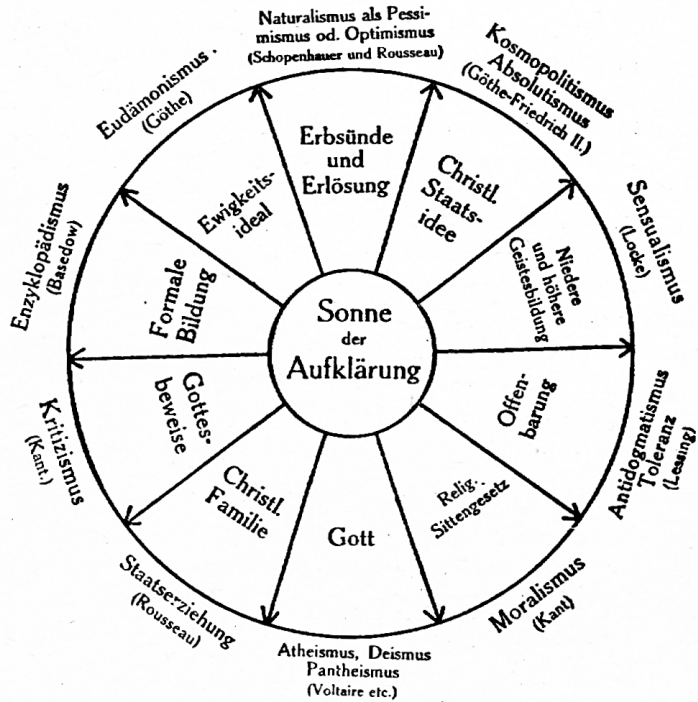 Naturalismus als Pessi-
mismus od. Optimismus
(Schopenhauer und Rousseau)
Kosmopolitismus
Absolutismus
(Göthe-Friedrich II.)
Sensualismus
(Locke)
Antidogmatismus
Toleranz
(Lessing)
Moralismus
(Kant)
Atheismus, Deismus
Pantheismus
(Voltaire etc.)
Staatserziehung
(Rousseau)
Kritizismus
(Kant.)
Enzyklopädismus
(Basedow)
Eudämonismus.
(Göthe)
Erbsünde
und
Erlösung
Christl.
Staats-
idee
Niedere
und höhere
Geistesbildung
Offen-
barung
Relig.
Sittengesetz
Gott
Christl.
Familie
Gottes-
beweise
Formale
Bildung
Ewigkeits-
ideal
Sonne
der
Aufklärung